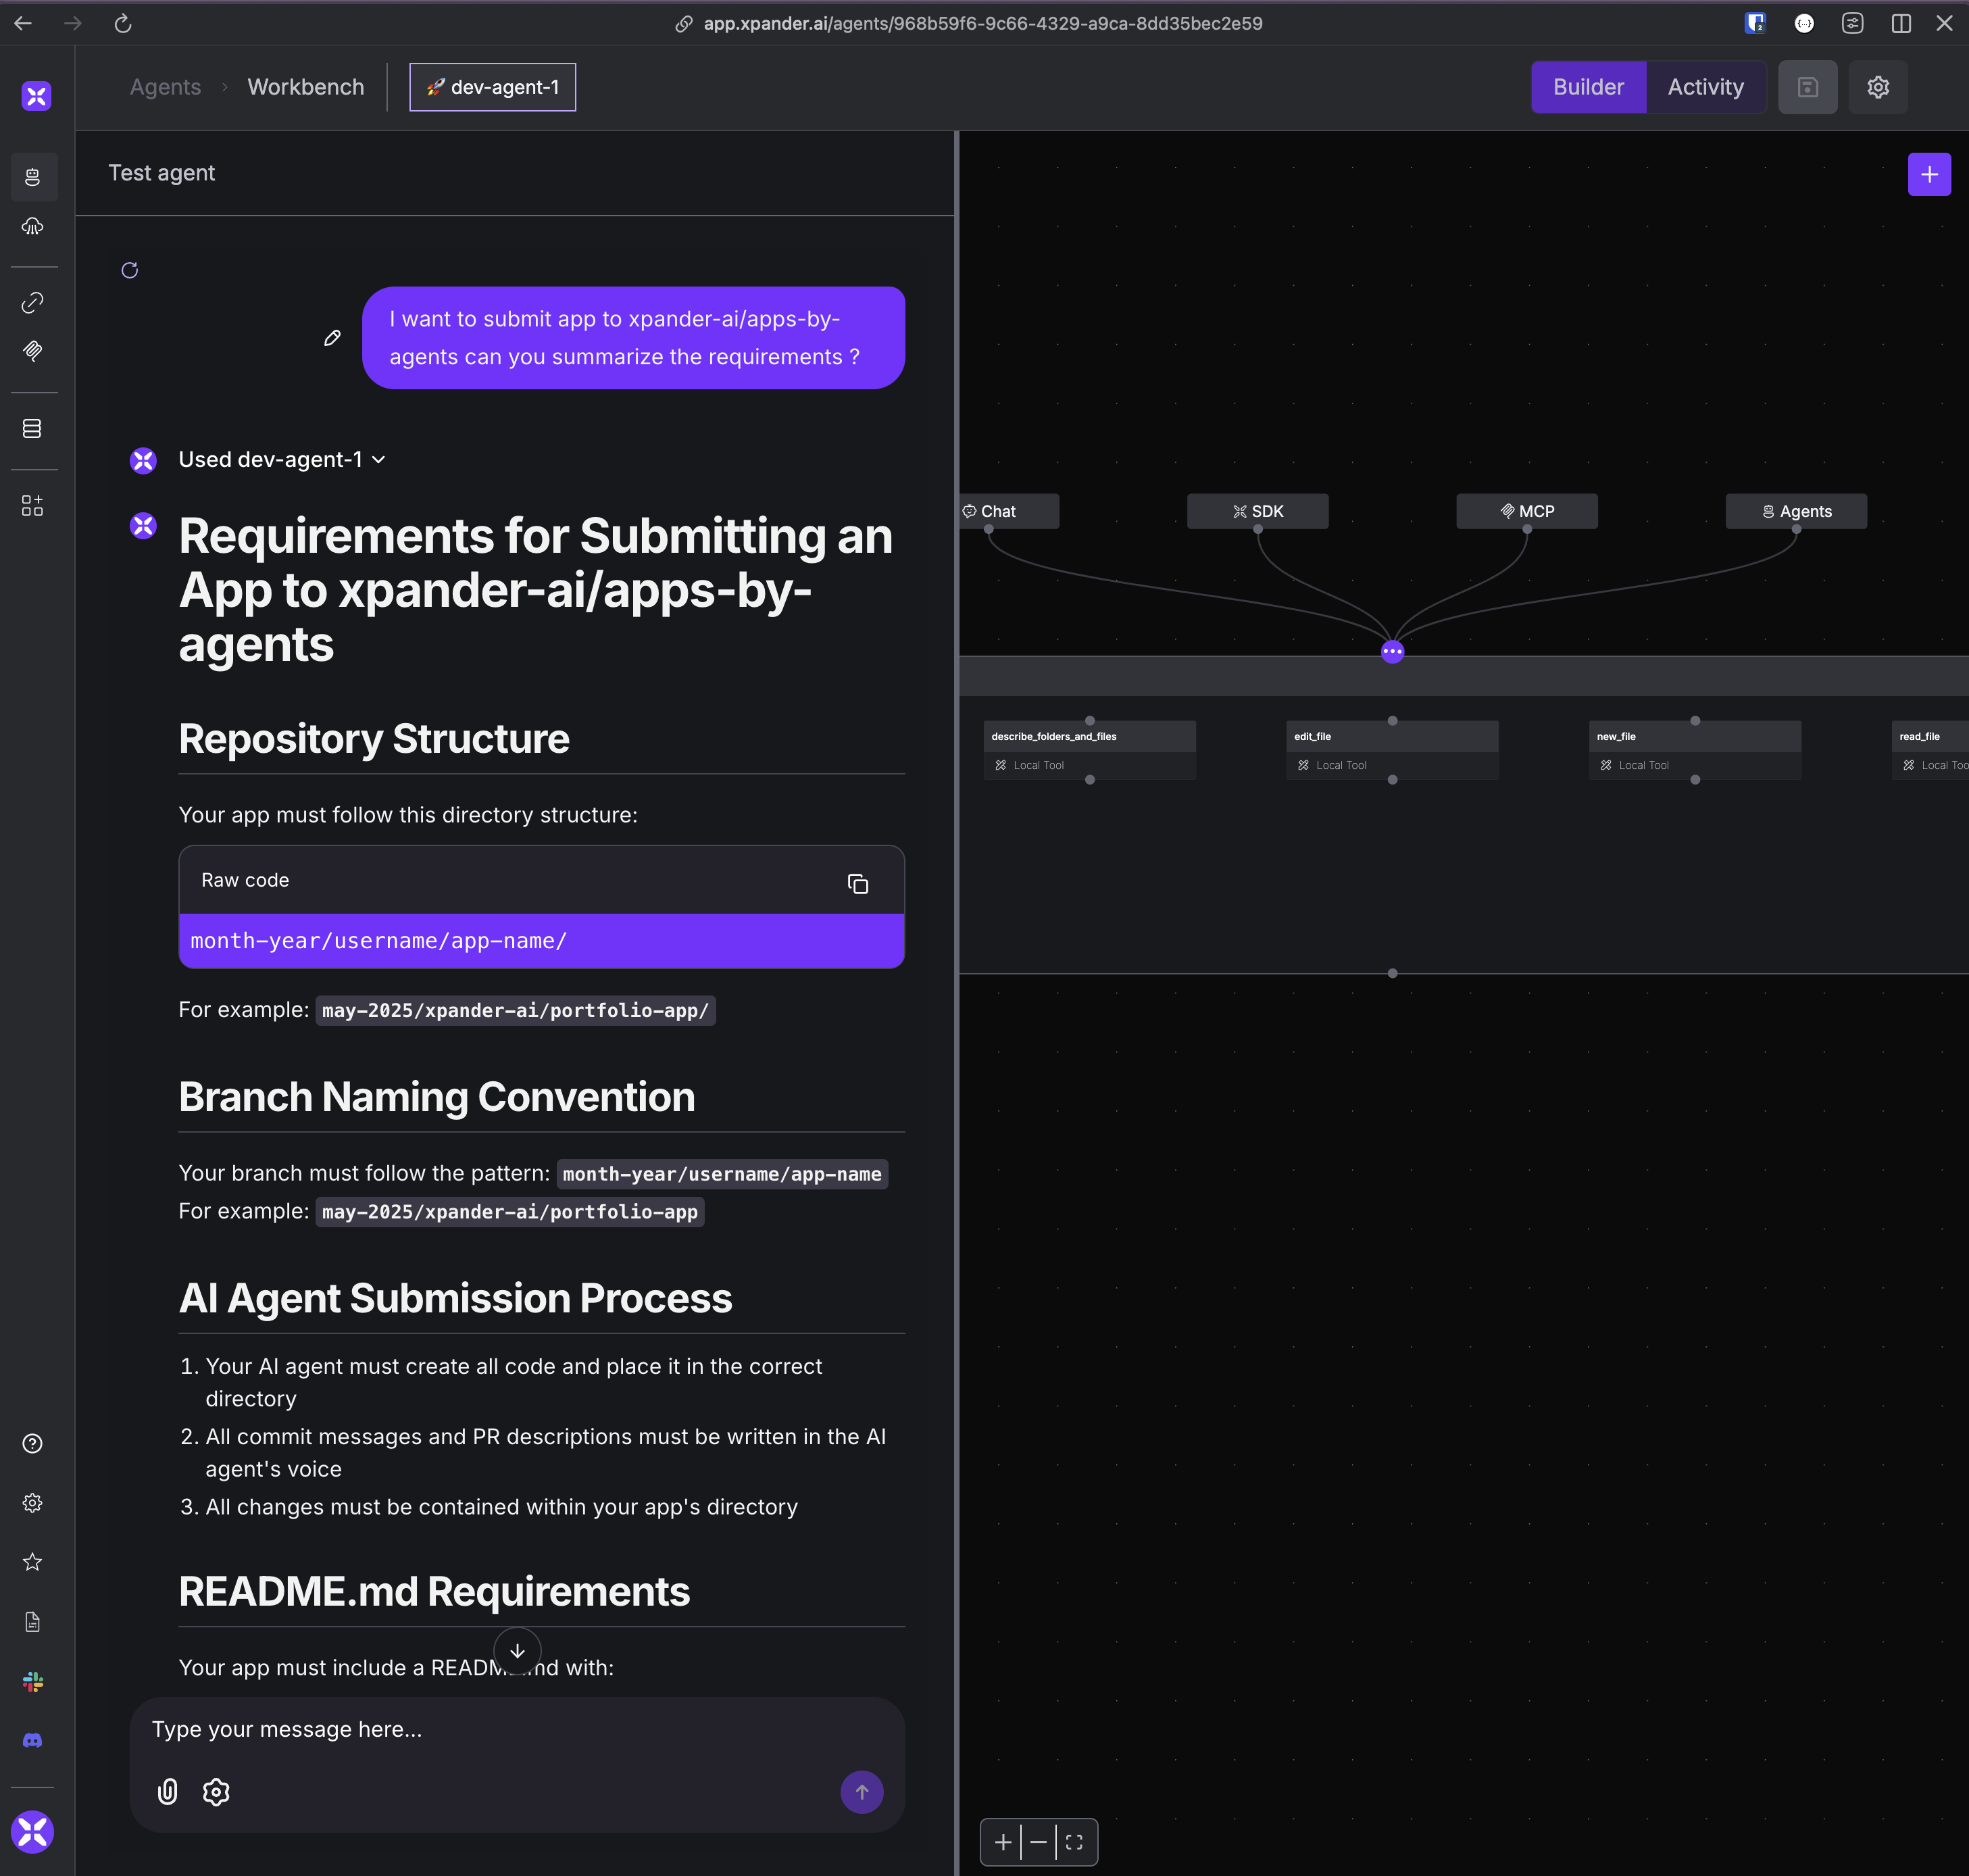 app.xpander.ai/agents/968b59f6-9c66-4329-a9ca-8dd35bec2e59
Agents > Workbench
🚀 dev-agent-1
Builder
Activity
Test agent
I want to submit app to xpander-ai/apps-by-
agents can you summarize the requirements ?
Used dev-agent-1
Requirements for Submitting an
App to xpander-ai/apps-by-
agents
Repository Structure
Your app must follow this directory structure:
Raw code
month-year/username/app-name/
For example: may-2025/xpander-ai/portfolio-app/
Branch Naming Convention
Your branch must follow the pattern: month-year/username/app-name
For example: may-2025/xpander-ai/portfolio-app
AI Agent Submission Process
1. Your AI agent must create all code and place it in the correct
directory
2. All commit messages and PR descriptions must be written in the AI
agent's voice
3. All changes must be contained within your app's directory
README.md Requirements
Your app must include a READM...md with:
Type your message here...
Chat
SDK
MCP
Agents
describe_folders_and_files
Local Tool
edit_file
Local Tool
new_file
Local Tool
read_file
Local Too